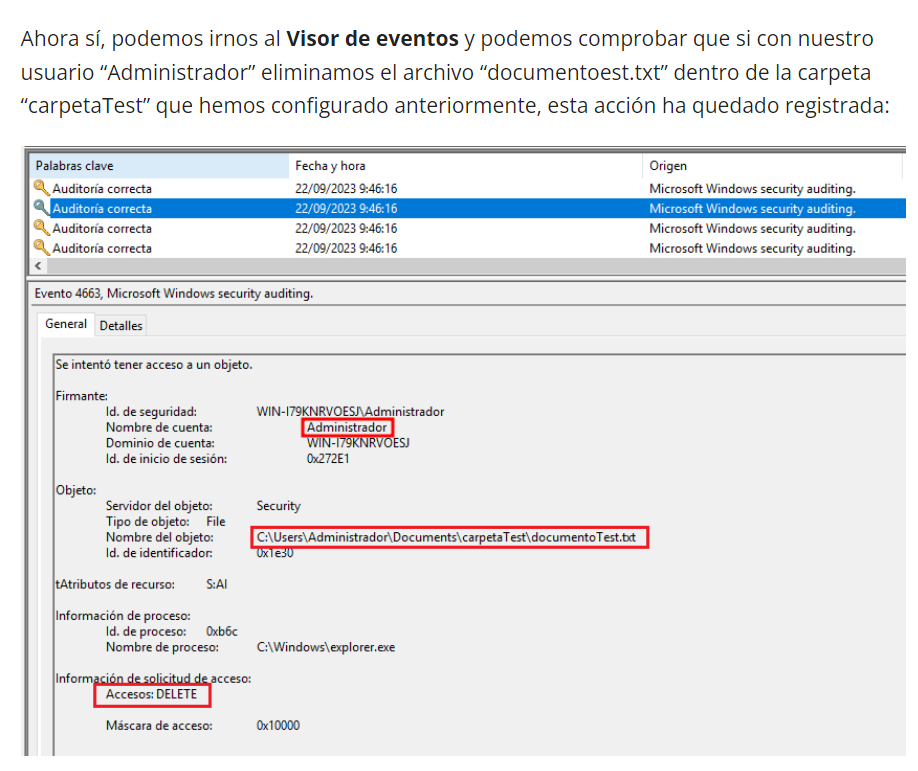 Ahora sí, podemos irnos al Visor de eventos y podemos comprobar que si con nuestro
usuario “Administrador” eliminamos el archivo “documentoest.txt” dentro de la carpeta
“carpetaTest” que hemos configurado anteriormente, esta acción ha quedado registrada:
Palabras clave Fecha y hora Origen
Auditoría correcta 22/09/2023 9:46:16 Microsoft Windows security auditing.
Auditoría correcta 22/09/2023 9:46:16 Microsoft Windows security auditing.
Auditoría correcta 22/09/2023 9:46:16 Microsoft Windows security auditing.
Auditoría correcta 22/09/2023 9:46:16 Microsoft Windows security auditing.
Evento 4663, Microsoft Windows security auditing.
General Detalles
Se intentó tener acceso a un objeto.
Firmante:
Id. de seguridad: WIN-I79KNRVOESJ\Administrador
Nombre de cuenta: Administrador
Dominio de cuenta: WIN-I79KNRVOESJ
Id. de inicio de sesión: 0x272E1
Objeto:
Servidor del objeto: Security
Tipo de objeto: File
Nombre del objeto: C:\Users\Administrador\Documents\carpetaTest\documentoTest.txt
Id. de identificador: 0x1e30
tAtributos de recurso: S:AI
Información de proceso:
Id. de proceso: 0xb6c
Nombre de proceso: C:\Windows\explorer.exe
Información de solicitud de acceso:
Accesos: DELETE
Máscara de acceso: 0x10000